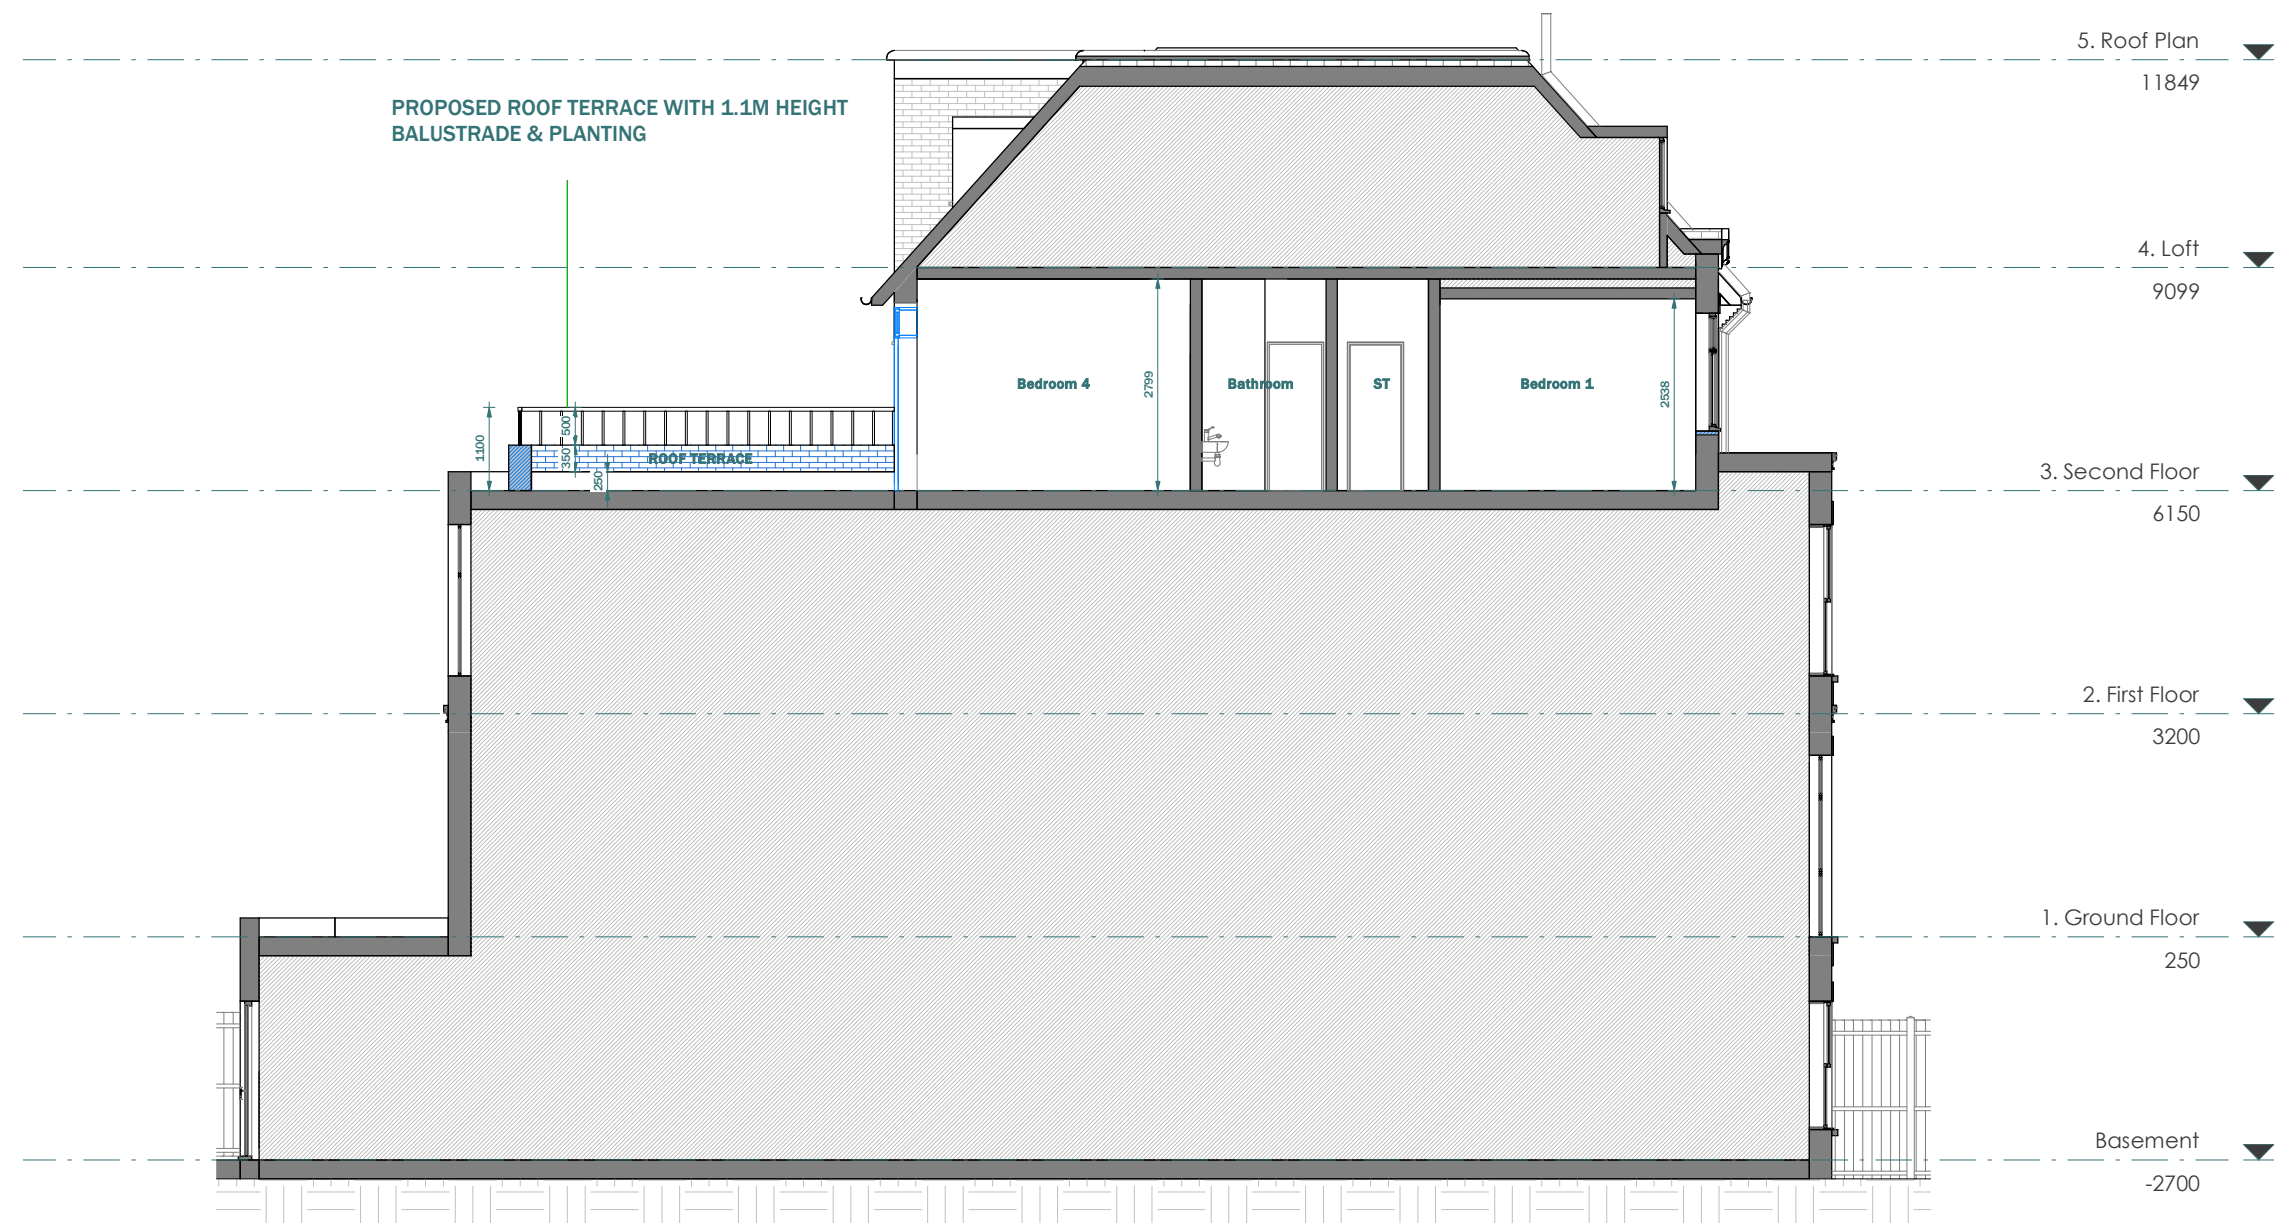 5. Roof Plan
11849
PROPOSED ROOF TERRACE WITH 1.1M HEIGHT
BALUSTRADE & PLANTING
4. Loft
9099
Bedroom 4
2799
Bathroom
ST
Bedroom 1
2538
1100
500
350
250
ROOF TERRACE
3. Second Floor
6150
2. First Floor
3200
1. Ground Floor
250
Basement
-2700